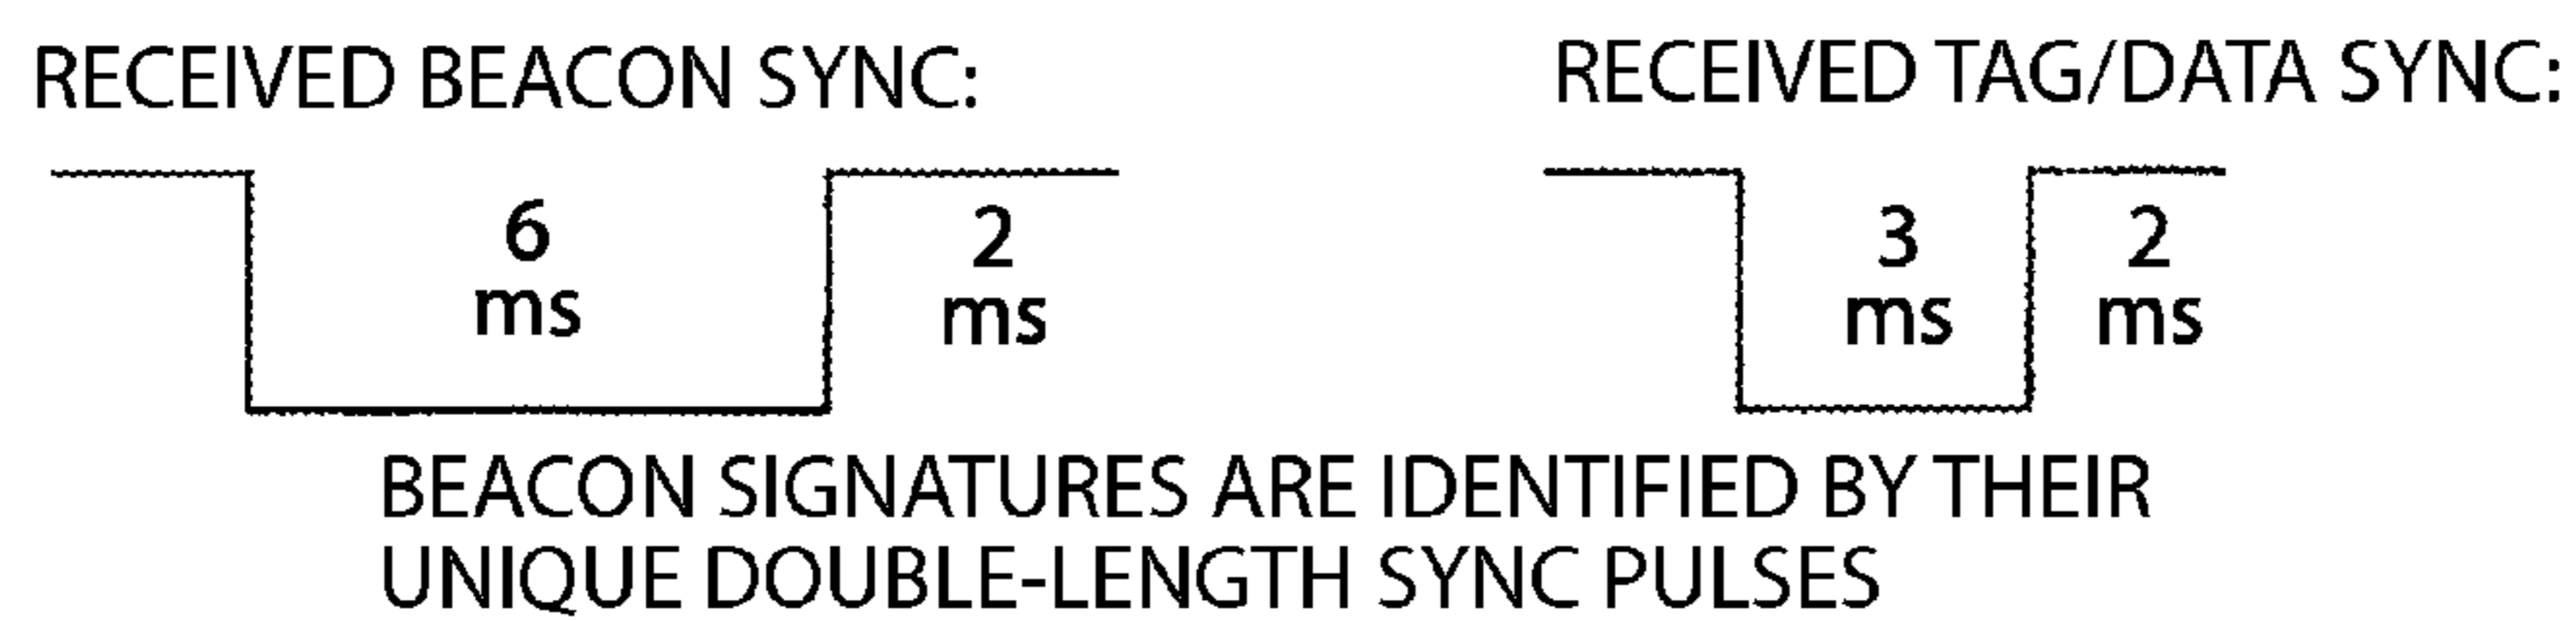 RECEIVED BEACON SYNC:
RECEIVED TAG/DATA SYNC:
6
ms
2
ms
3
ms
2
ms
BEACON SIGNATURES ARE IDENTIFIED BY THEIR
UNIQUE DOUBLE-LENGTH SYNC PULSES